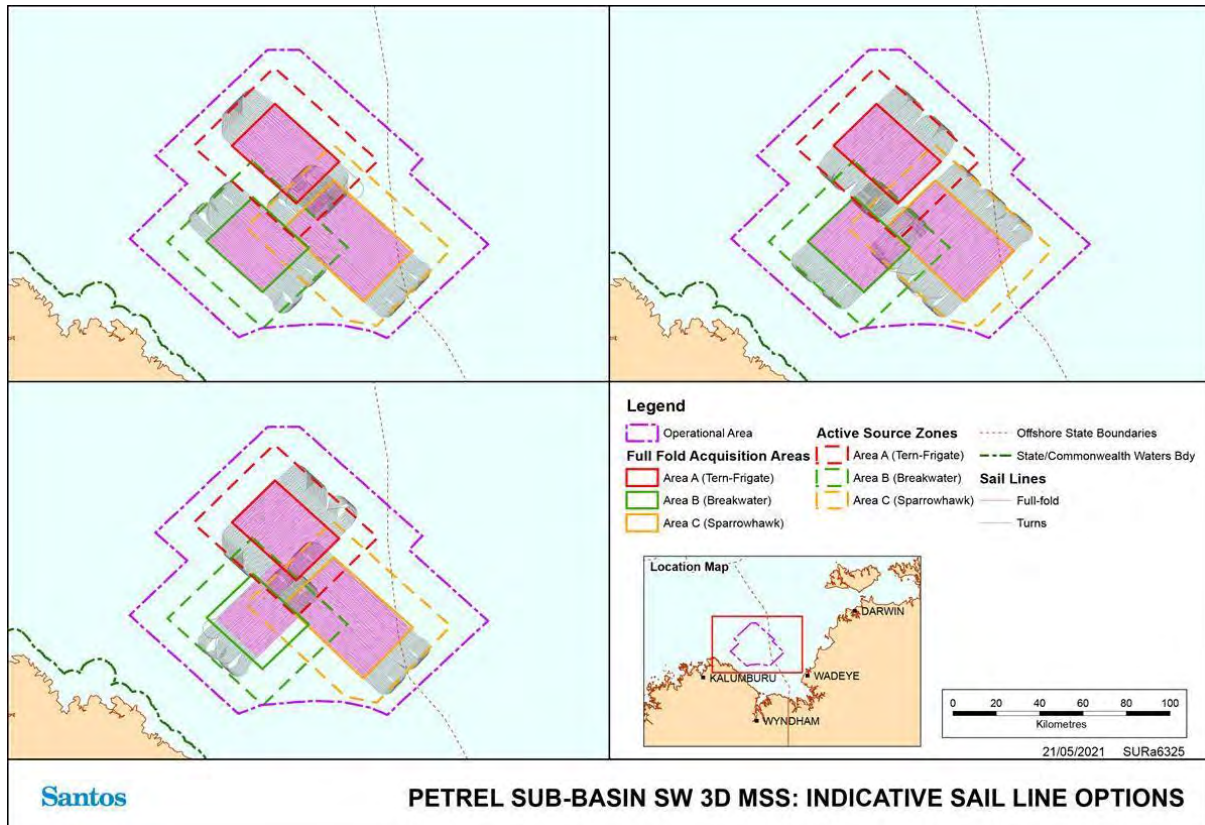 Legend
Operational Area
Full Fold Acquisition Areas
Area A (Tern-Frigate)
Area B (Breakwater)
Area C (Sparrowhawk)
Active Source Zones
Area A (Tern-Frigate)
Area B (Breakwater)
Area C (Sparrowhawk)
Offshore State Boundaries
State/Commonwealth Waters Bdy
Sail Lines
Full-fold
Turns
Location Map
DARWIN
KALUMBURU
WADEYE
WYNDHAM
0 20 40 60 80 100
Kilometres
21/05/2021 SURa6325
Santos
PETREL SUB-BASIN SW 3D MSS: INDICATIVE SAIL LINE OPTIONS